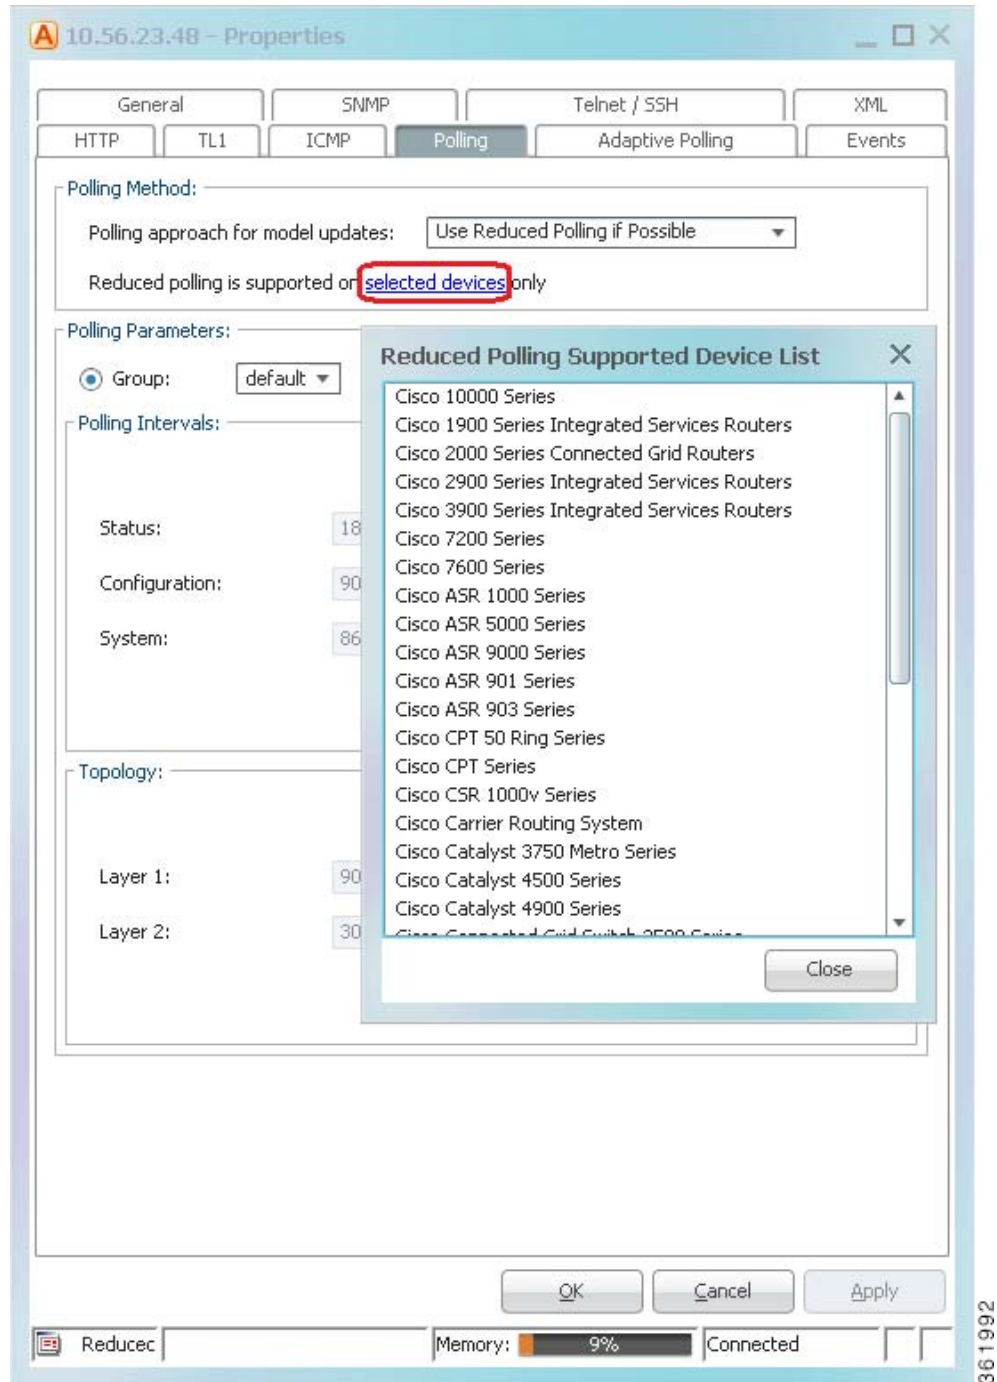 10.56.23.48 - Properties
General SNMP Telnet / SSH XML
HTTP TL1 ICMP Polling Adaptive Polling Events
Polling Method:
Polling approach for model updates: Use Reduced Polling if Possible
Reduced polling is supported on selected devices only
Polling Parameters:
Group: default
Polling Intervals:
Status: 18
Configuration: 90
System: 86
Topology:
Layer 1: 90
Layer 2: 30
Reduced Polling Supported Device List
Cisco 10000 Series
Cisco 1900 Series Integrated Services Routers
Cisco 2000 Series Connected Grid Routers
Cisco 2900 Series Integrated Services Routers
Cisco 3900 Series Integrated Services Routers
Cisco 7200 Series
Cisco 7600 Series
Cisco ASR 1000 Series
Cisco ASR 5000 Series
Cisco ASR 9000 Series
Cisco ASR 901 Series
Cisco ASR 903 Series
Cisco CPT 50 Ring Series
Cisco CPT Series
Cisco CSR 1000v Series
Cisco Carrier Routing System
Cisco Catalyst 3750 Metro Series
Cisco Catalyst 4500 Series
Cisco Catalyst 4900 Series
Cisco Connected Grid Switch 2500 Series
Close
OK Cancel Apply
Reducec Memory: 9% Connected
361992